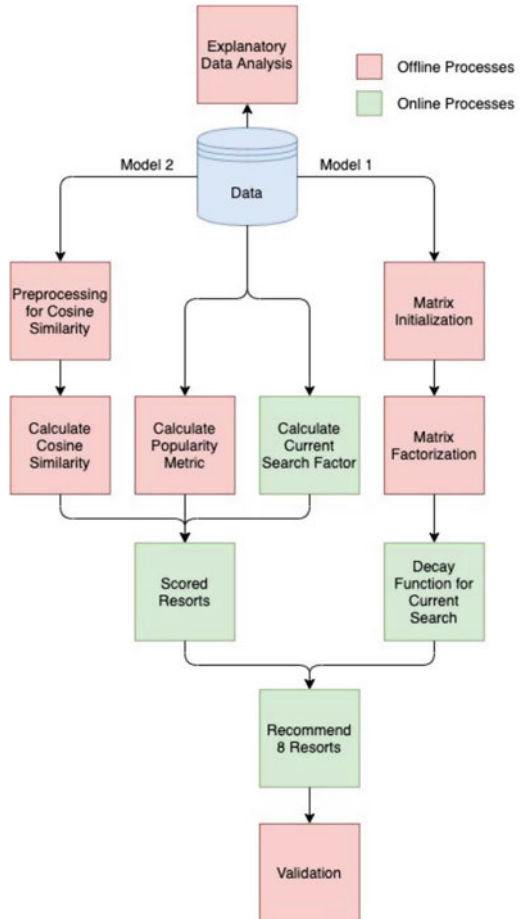 Explanatory
Data Analysis
Offline Processes
Online Processes
Model 2
Model 1
Data
Preprocessing
for Cosine
Similarity
Matrix
Initialization
Calculate
Cosine
Similarity
Calculate
Popularity
Metric
Calculate
Current
Search Factor
Matrix
Factorization
Scored
Resorts
Decay
Function for
Current
Search
Recommend
8 Resorts
Validation